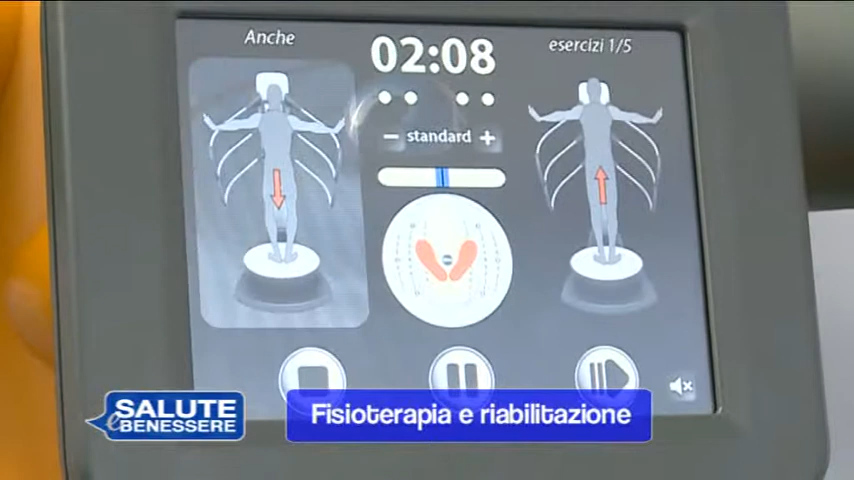 Anche
02:08
esercizi 1/5
− standard +
SALUTE
e BENESSERE
Fisioterapia e riabilitazione